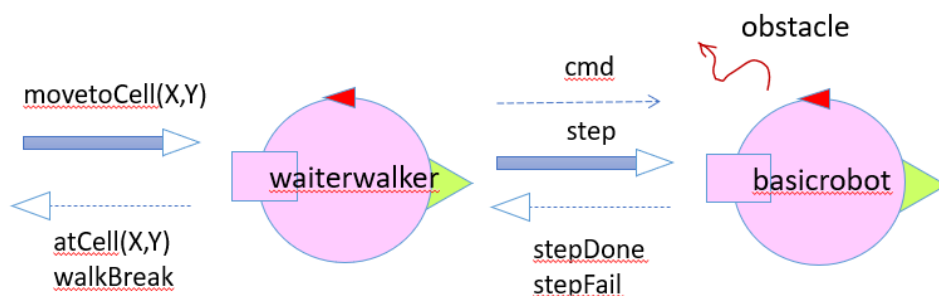 movetoCell(X,Y)
atCell(X,Y)
walkBreak
waiterwalker
cmd
step
stepDone
stepFail
obstacle
basicrobot